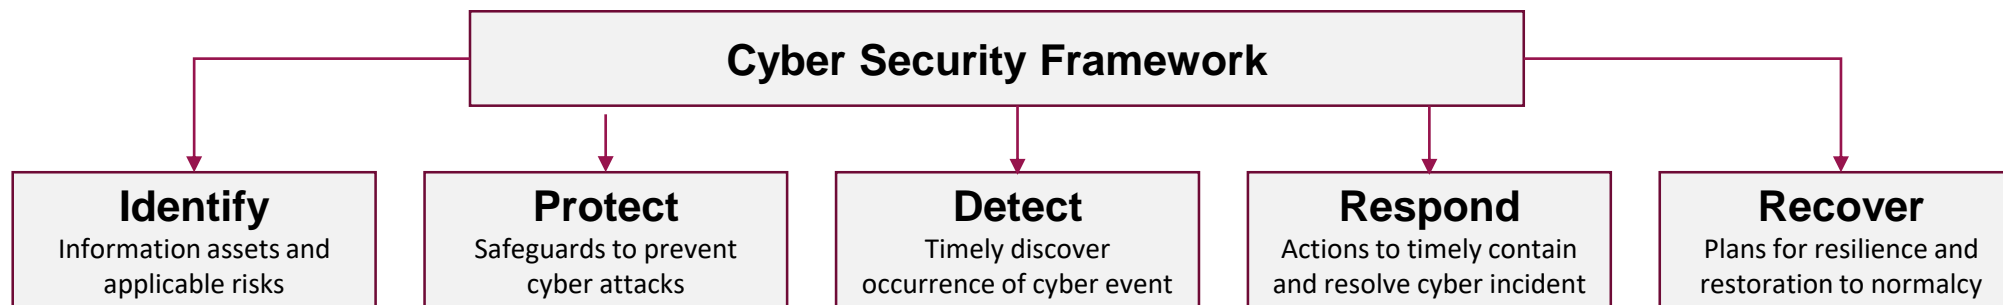 Cyber Security Framework
Identify
Information assets and
applicable risks
Protect
Safeguards to prevent
cyber attacks
Detect
Timely discover
occurrence of cyber event
Respond
Actions to timely contain
and resolve cyber incident
Recover
Plans for resilience and
restoration to normalcy